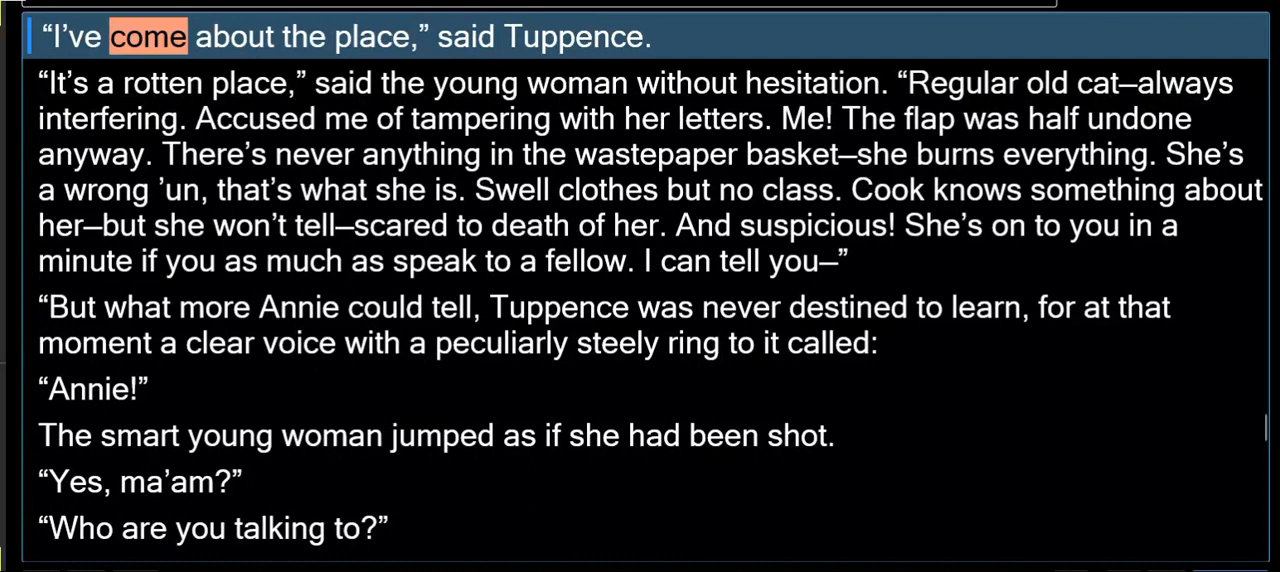 “I’ve come about the place,” said Tuppence.
“It’s a rotten place,” said the young woman without hesitation. “Regular old cat—always
interfering. Accused me of tampering with her letters. Me! The flap was half undone
anyway. There’s never anything in the wastepaper basket—she burns everything. She’s
a wrong ’un, that’s what she is. Swell clothes but no class. Cook knows something about
her—but she won’t tell—scared to death of her. And suspicious! She’s on to you in a
minute if you as much as speak to a fellow. I can tell you—”
“But what more Annie could tell, Tuppence was never destined to learn, for at that
moment a clear voice with a peculiarly steely ring to it called:
“Annie!”
The smart young woman jumped as if she had been shot.
“Yes, ma’am?”
“Who are you talking to?”